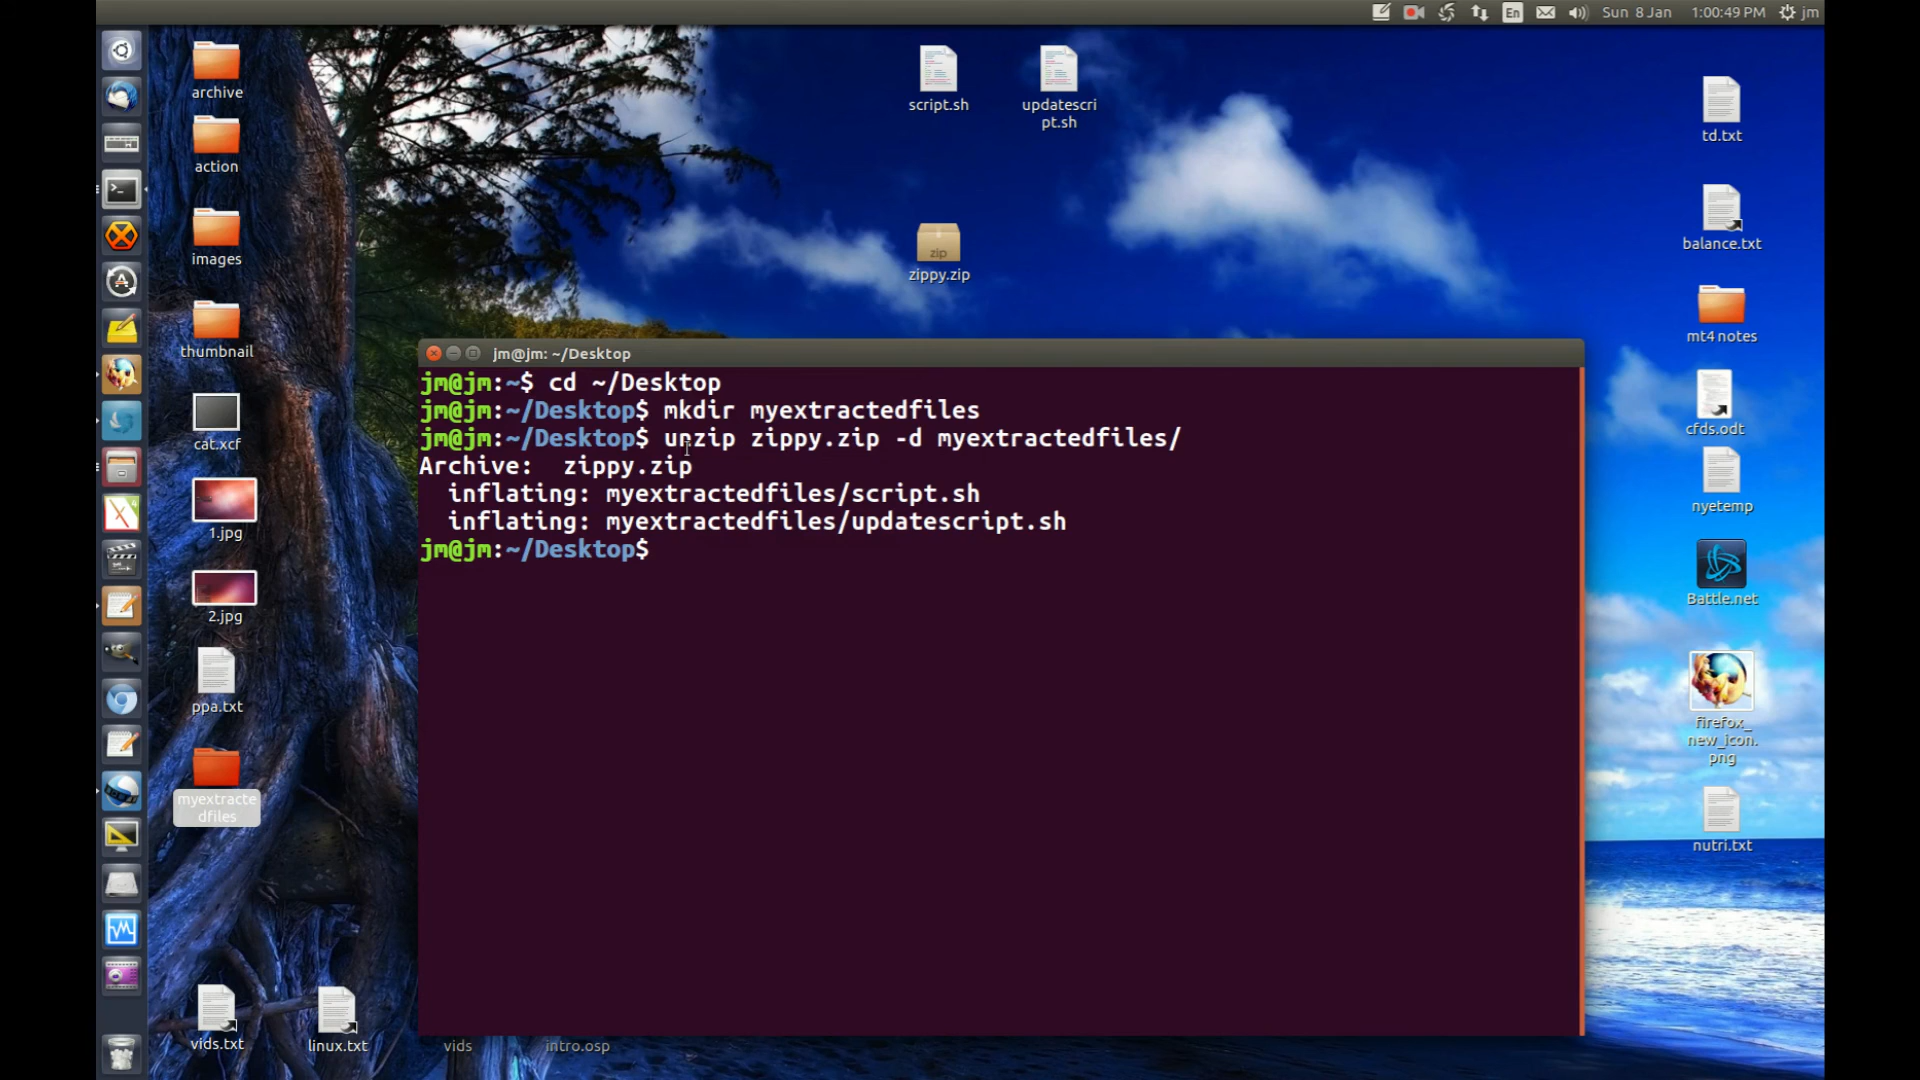 En
Sun 8 Jan
1:00:49 PM
jm
archive
action
images
thumbnail
cat.xcf
1.jpg
2.jpg
ppa.txt
myextracte
dfiles
vids.txt
linux.txt
vids
intro.osp
script.sh
updatescri
pt.sh
zip
zippy.zip
td.txt
balance.txt
mt4 notes
cfds.odt
nyetemp
Battle.net
firefox_
new_icon.
png
nutri.txt
jm@jm: ~/Desktop
jm@jm:~$ cd ~/Desktop
jm@jm:~/Desktop$ mkdir myextractedfiles
jm@jm:~/Desktop$ unzip zippy.zip -d myextractedfiles/
Archive:  zippy.zip
  inflating: myextractedfiles/script.sh
  inflating: myextractedfiles/updatescript.sh
jm@jm:~/Desktop$